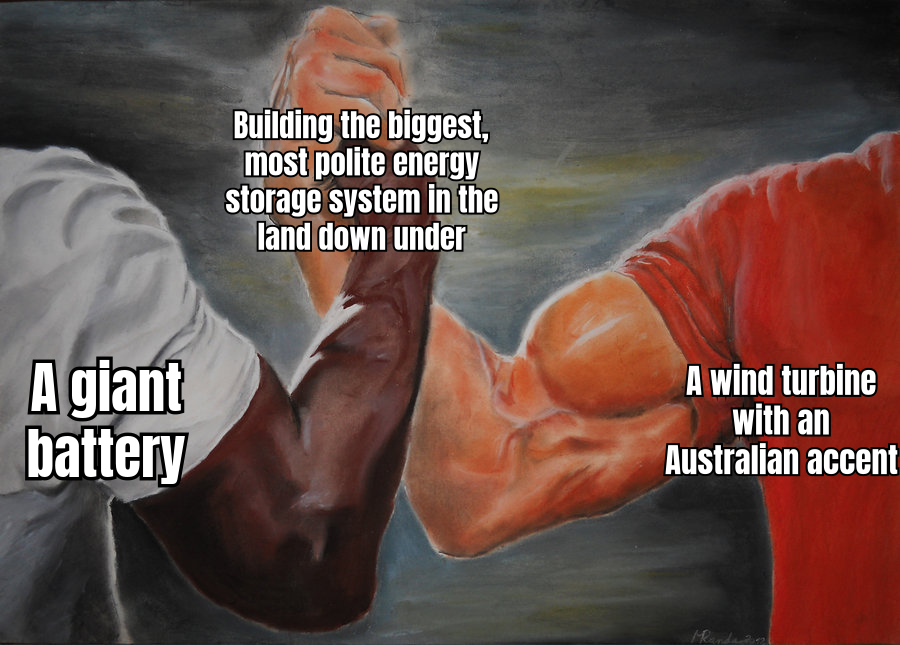 Building the biggest,
most polite energy
storage system in the
land down under
A giant
battery
A wind turbine
with an
Australian accent